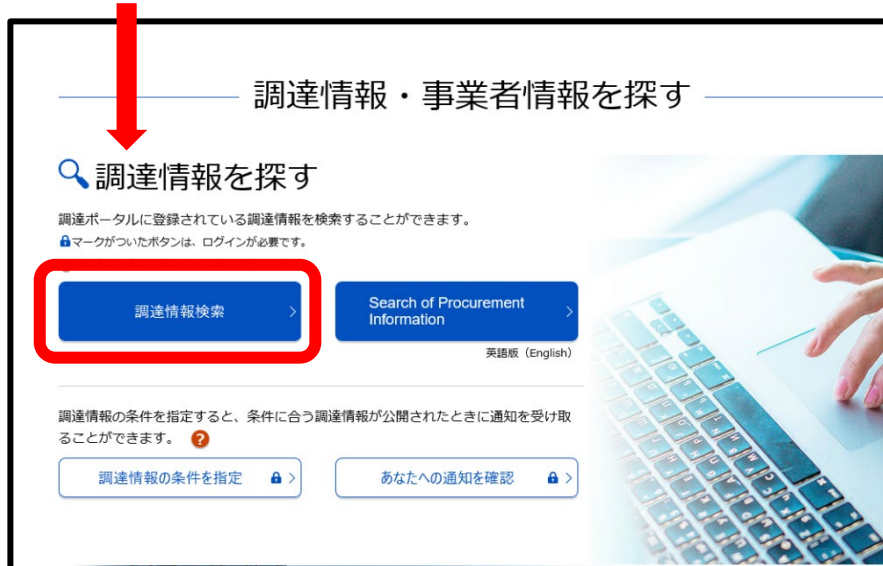 調達情報・事業者情報を探す
調達情報を探す
調達ポータルに登録されている調達情報を検索することができます。
マークがついたボタンは、ログインが必要です。
調達情報検索
Search of Procurement
Information
英語版（English）
調達情報の条件を指定すると、条件に合う調達情報が公開されたときに通知を受け取
ることができます。 ?
調達情報の条件を指定
あなたへの通知を確認